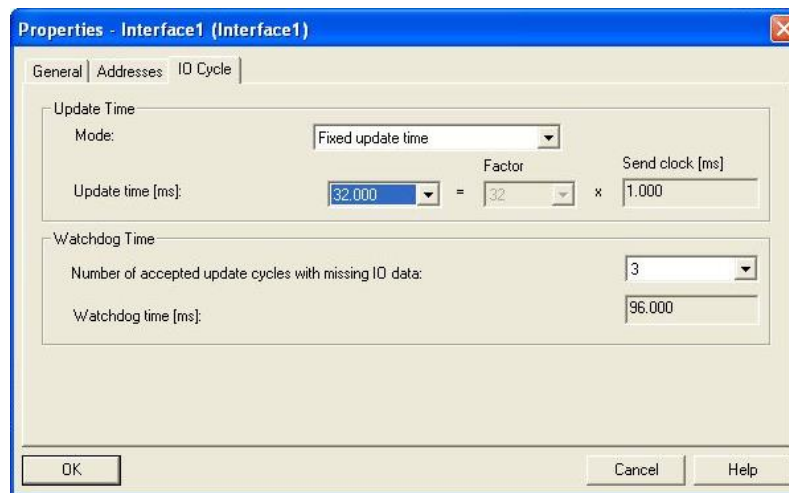 Properties - Interface1 (Interface1)
General Addresses IO Cycle
Update Time
Mode: Fixed update time
Factor Send clock [ms]
Update time [ms]: 32.000 = 32 x 1.000
Watchdog Time
Number of accepted update cycles with missing IO data: 3
Watchdog time [ms]: 96.000
OK Cancel Help